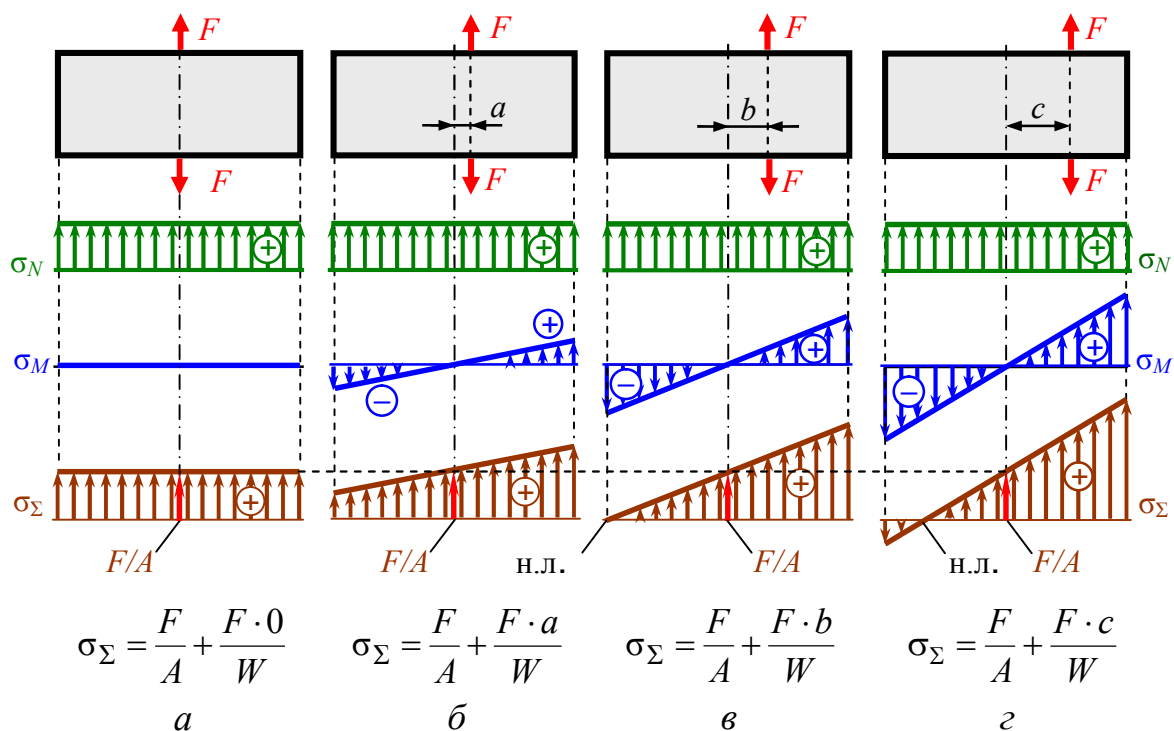 F F F F
a b c
F F F F
+ + + +
σN σN
+ + +
σM σM
− − −
+ + + +
σΣ σΣ
F/A F/A н.л. F/A н.л. F/A
σΣ = F/A + F·0/W σΣ = F/A + F·a/W σΣ = F/A + F·b/W σΣ = F/A + F·c/W
а б в г